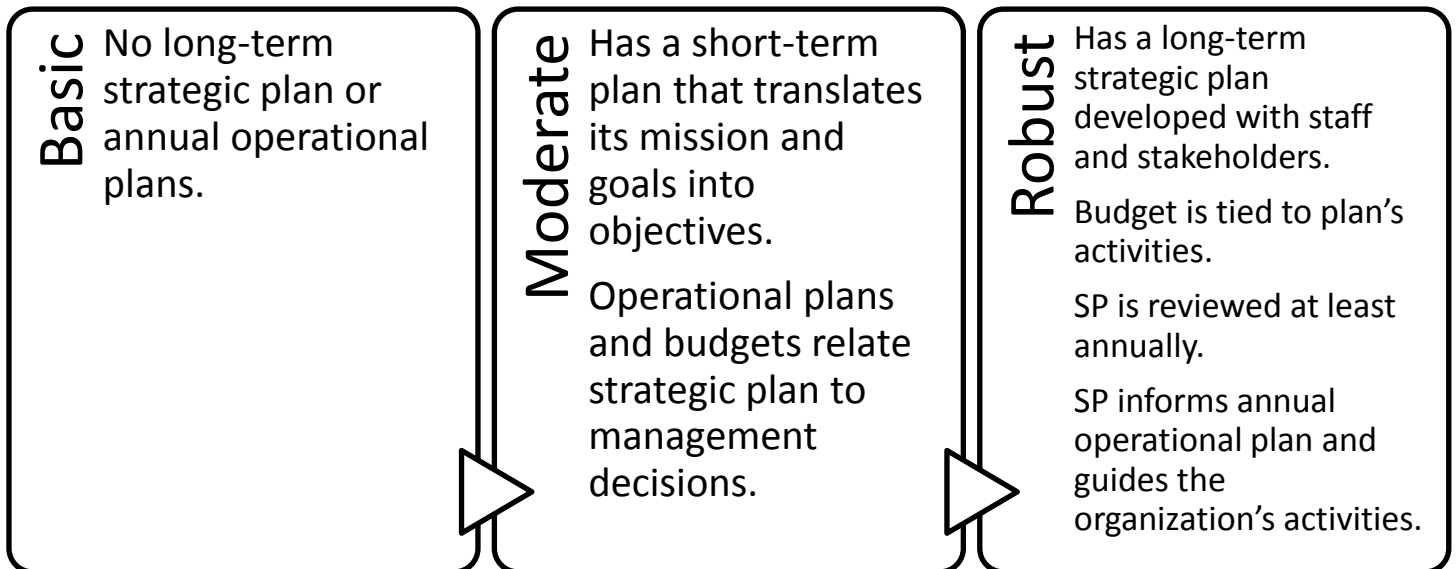 Basic
No long-term
strategic plan or
annual operational
plans.
Moderate
Has a short-term
plan that translates
its mission and
goals into
objectives.
Operational plans
and budgets relate
strategic plan to
management
decisions.
Robust
Has a long-term
strategic plan
developed with staff
and stakeholders.
Budget is tied to plan’s
activities.
SP is reviewed at least
annually.
SP informs annual
operational plan and
guides the
organization’s activities.